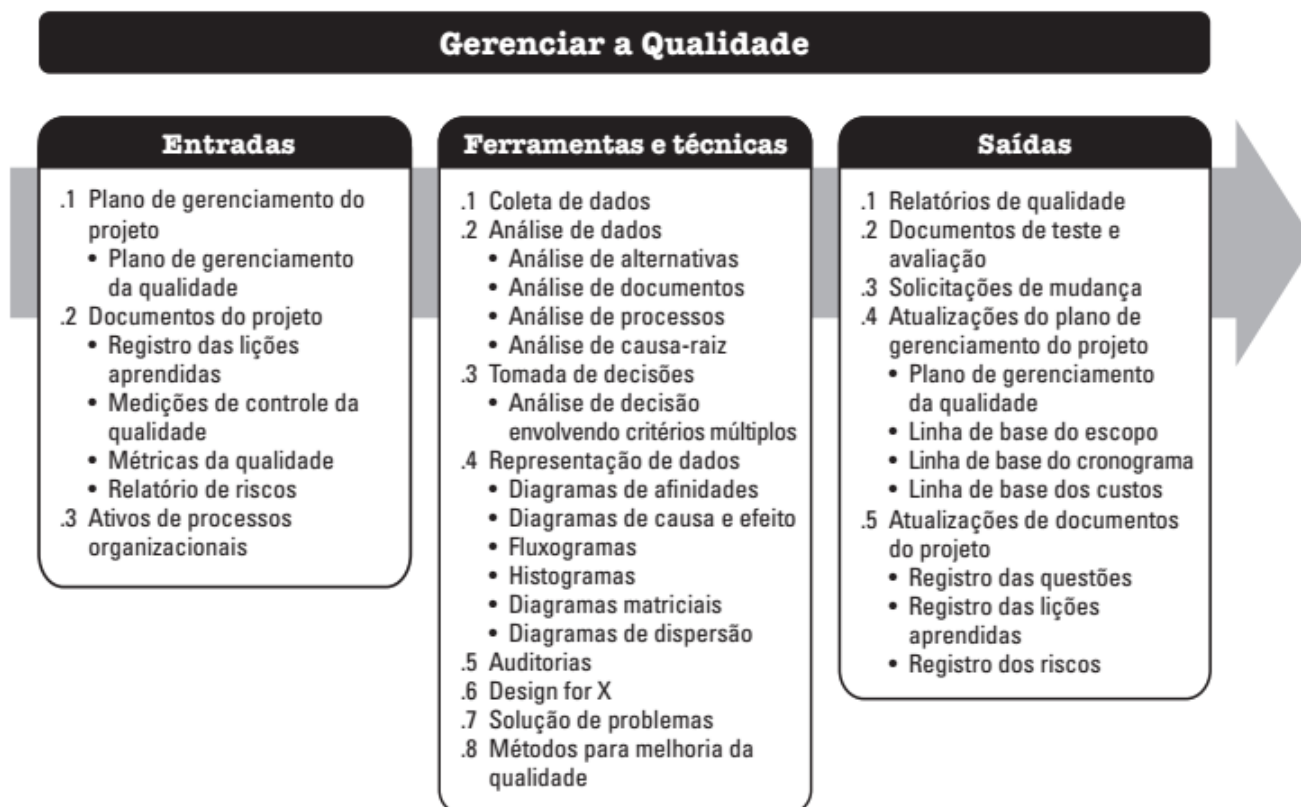 Gerenciar a Qualidade
Entradas
.1 Plano de gerenciamento do
projeto
• Plano de gerenciamento
da qualidade
.2 Documentos do projeto
• Registro das lições
aprendidas
• Medições de controle da
qualidade
• Métricas da qualidade
• Relatório de riscos
.3 Ativos de processos
organizacionais
Ferramentas e técnicas
.1 Coleta de dados
.2 Análise de dados
• Análise de alternativas
• Análise de documentos
• Análise de processos
• Análise de causa-raiz
.3 Tomada de decisões
• Análise de decisão
envolvendo critérios múltiplos
.4 Representação de dados
• Diagramas de afinidades
• Diagramas de causa e efeito
• Fluxogramas
• Histogramas
• Diagramas matriciais
• Diagramas de dispersão
.5 Auditorias
.6 Design for X
.7 Solução de problemas
.8 Métodos para melhoria da
qualidade
Saídas
.1 Relatórios de qualidade
.2 Documentos de teste e
avaliação
.3 Solicitações de mudança
.4 Atualizações do plano de
gerenciamento do projeto
• Plano de gerenciamento
da qualidade
• Linha de base do escopo
• Linha de base do cronograma
• Linha de base dos custos
.5 Atualizações de documentos
do projeto
• Registro das questões
• Registro das lições
aprendidas
• Registro dos riscos